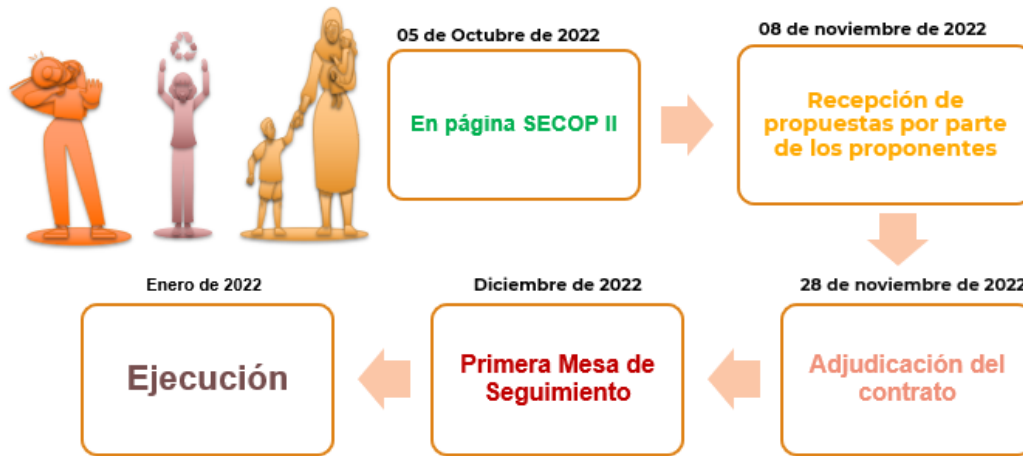 05 de Octubre de 2022
En página SECOP II
08 de noviembre de 2022
Recepción de
propuestas por parte
de los proponentes
28 de noviembre de 2022
Adjudicación del
contrato
Diciembre de 2022
Primera Mesa de
Seguimiento
Enero de 2022
Ejecución